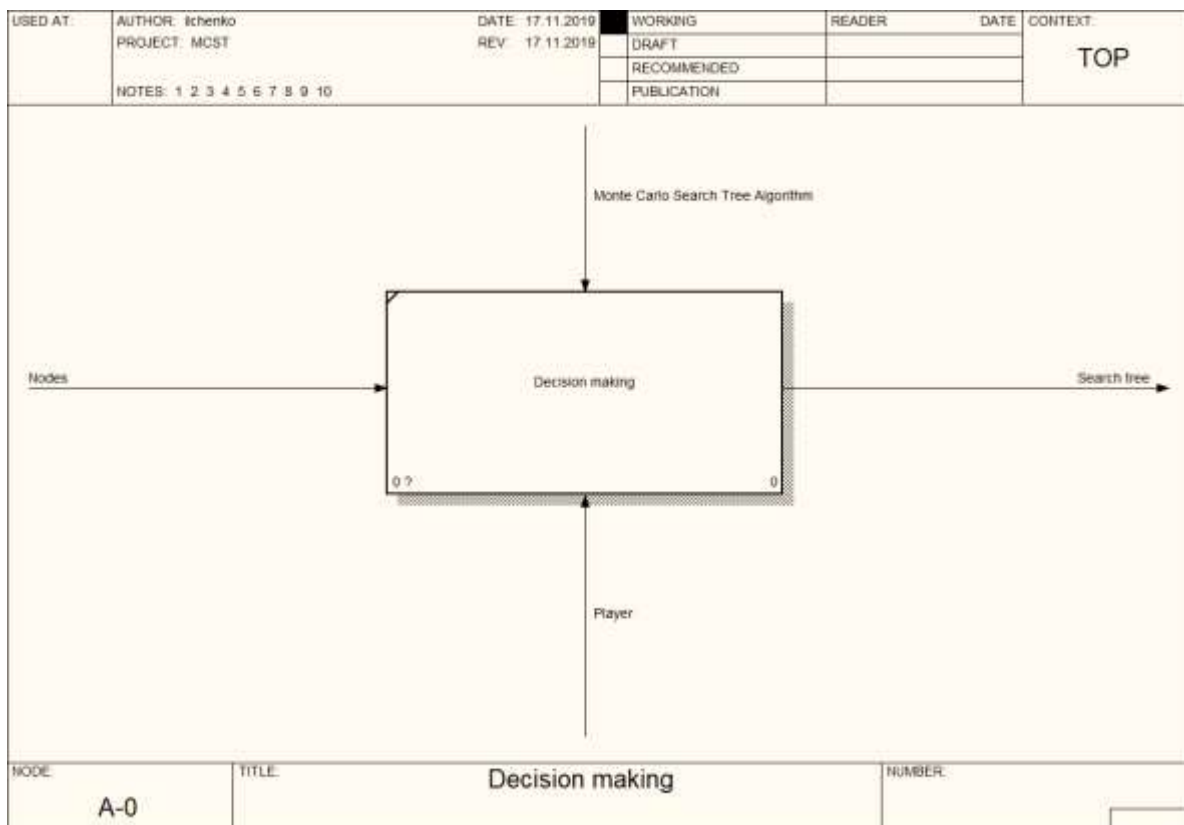 USED AT: AUTHOR: Ilchenko DATE: 17.11.2019 WORKING READER DATE CONTEXT:
PROJECT: MCST REV: 17.11.2019 DRAFT
TOP
RECOMMENDED
NOTES: 1 2 3 4 5 6 7 8 9 10 PUBLICATION
Monte Carlo Search Tree Algorithm
Nodes
Decision making
Search tree
0 ? 0
Player
NODE: TITLE: Decision making NUMBER:
A-0